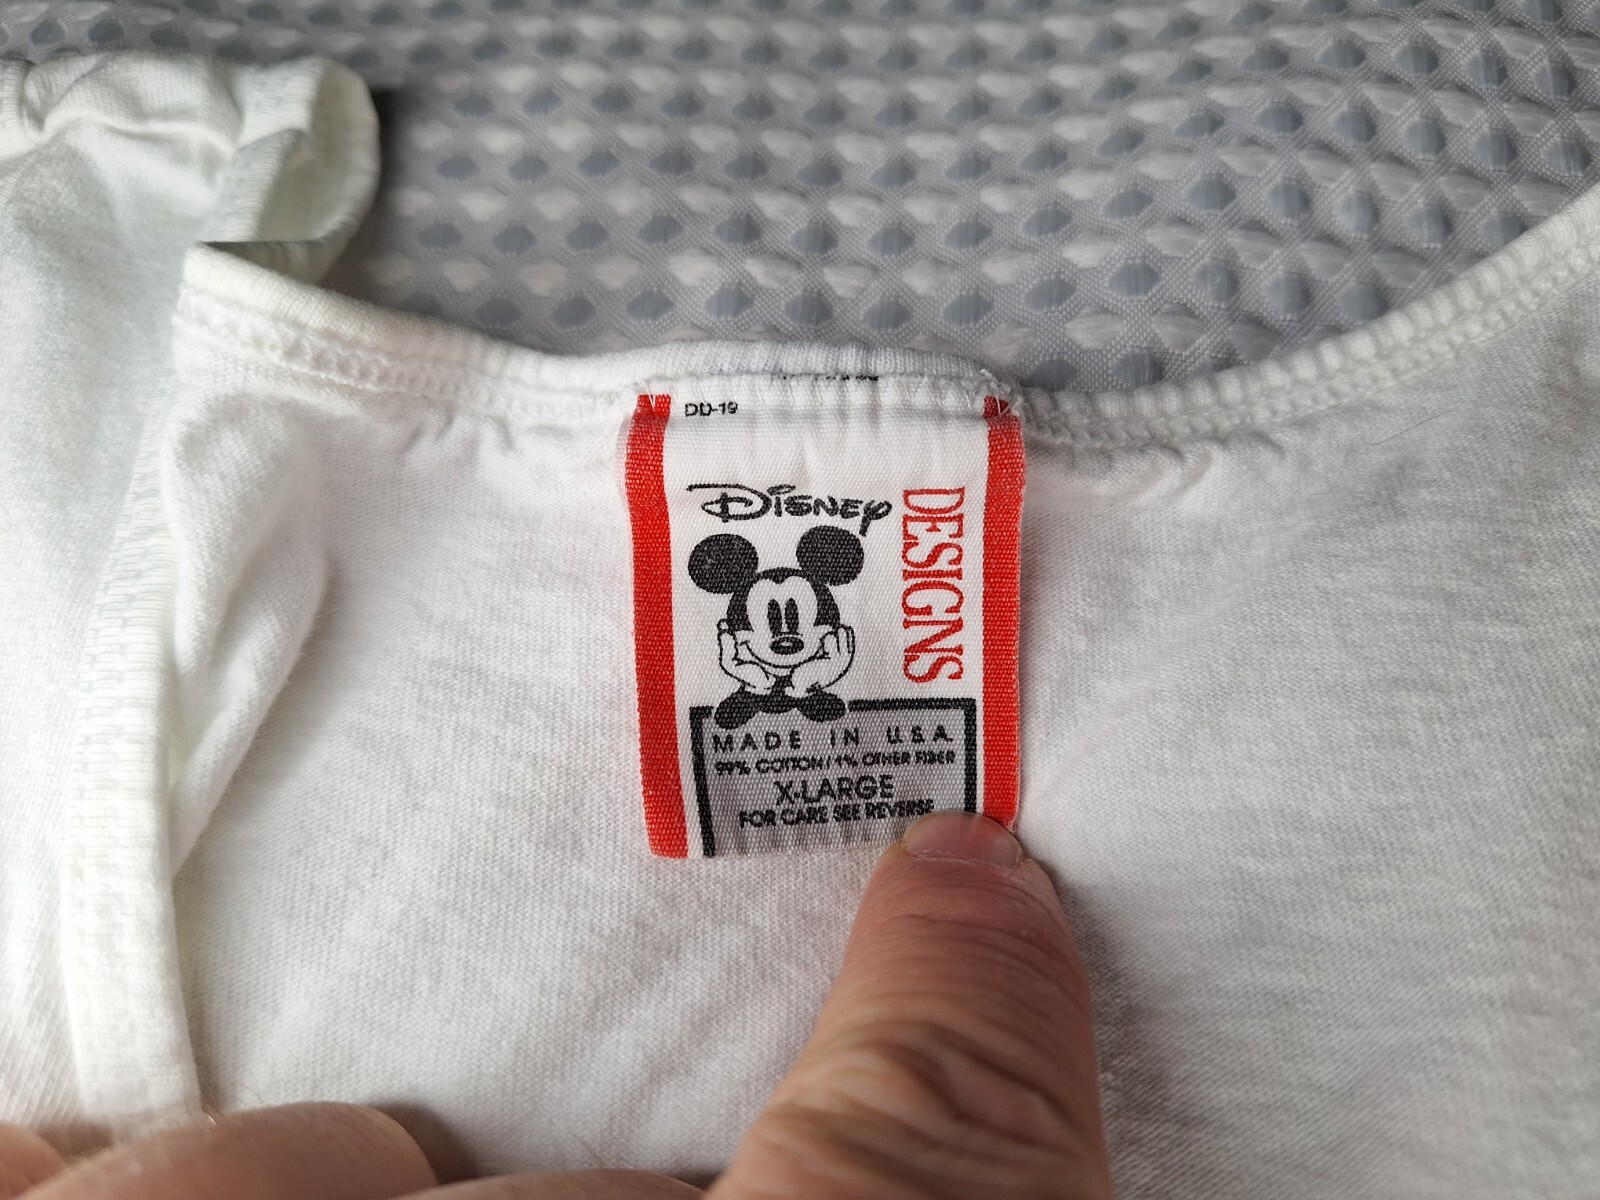 DD-19
DISNEY
DESIGNS
MADE IN U.S.A.
99% COTTON/1% OTHER FIBER
X-LARGE
FOR CARE SEE REVERSE